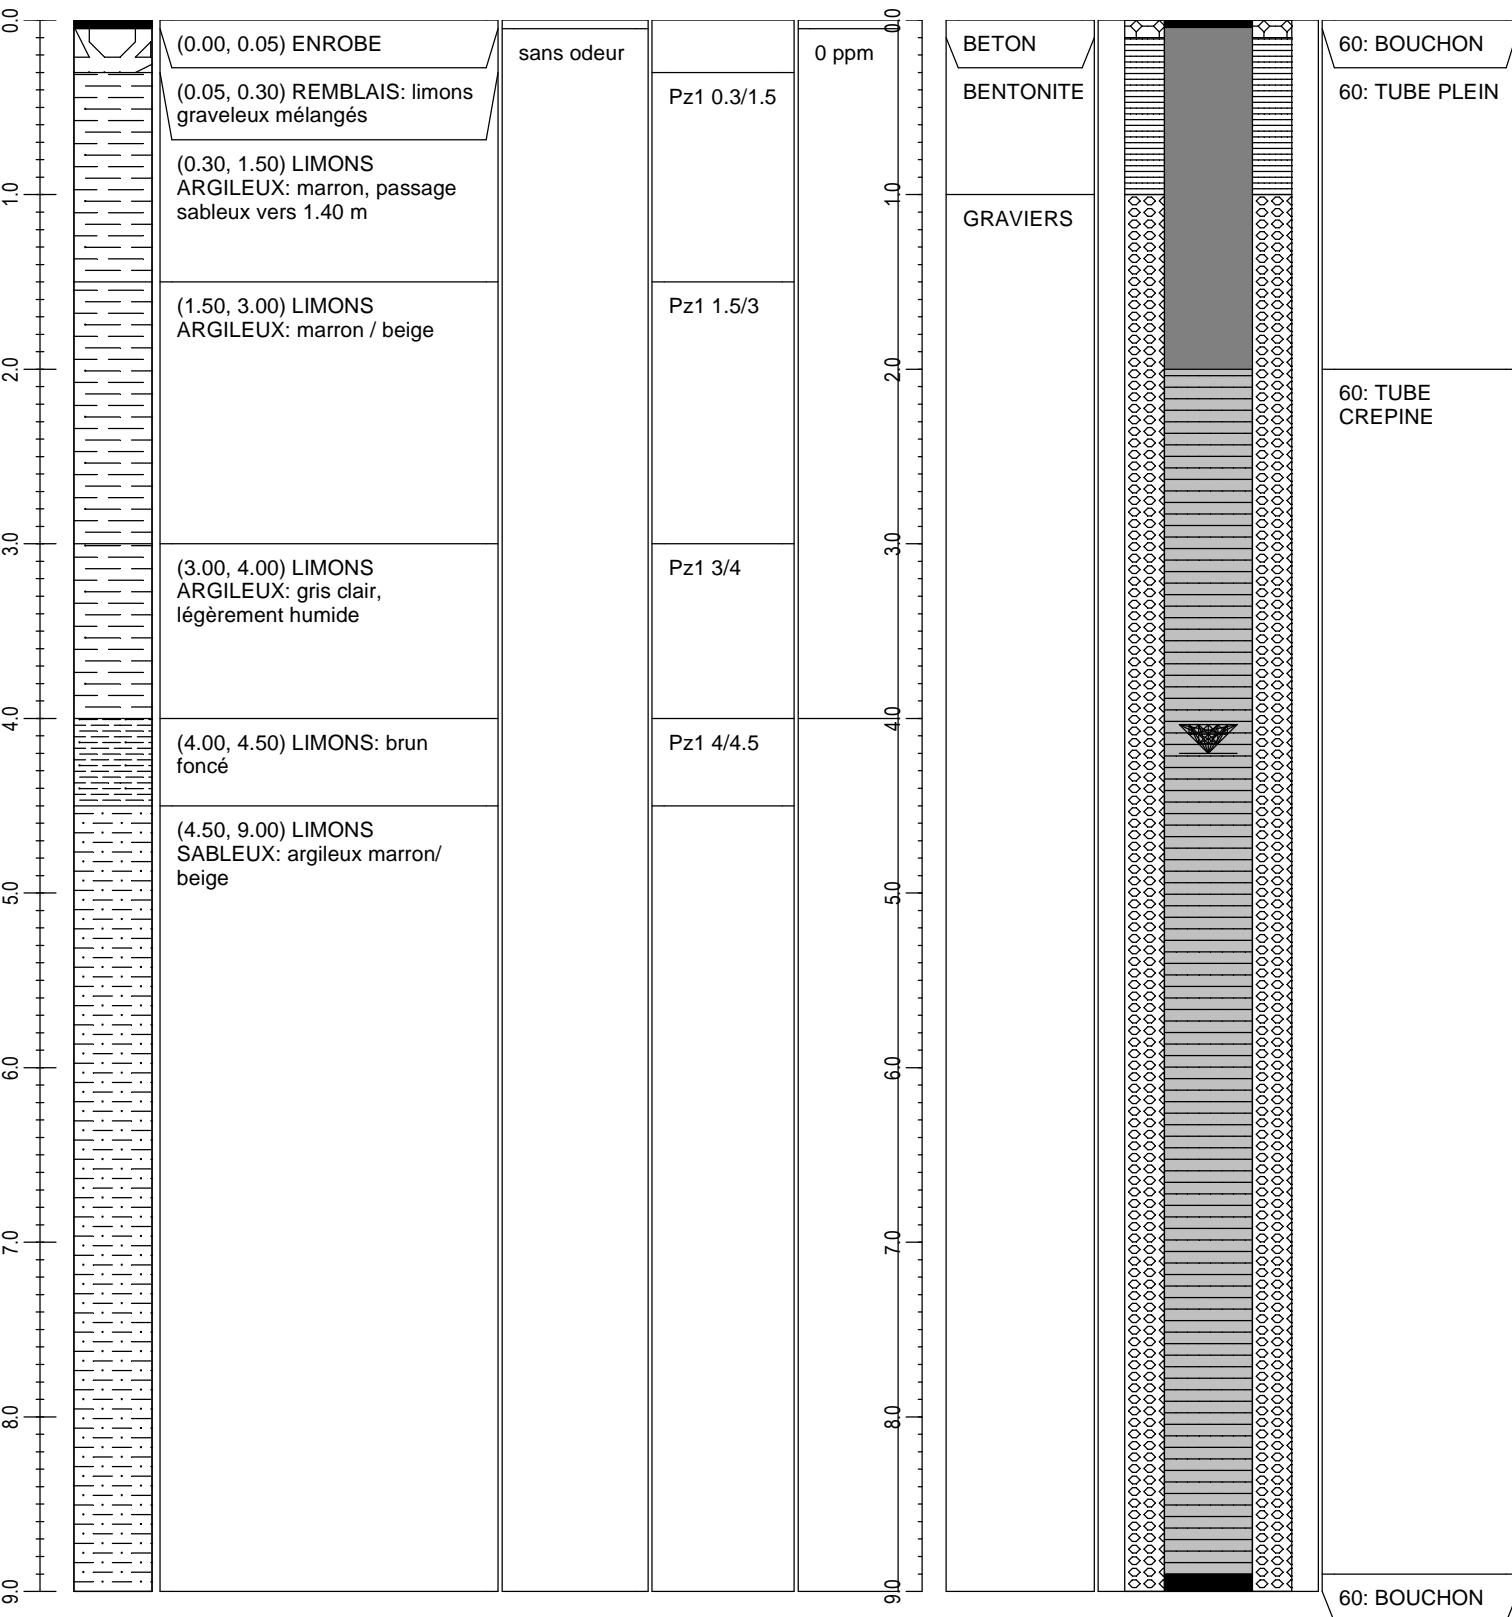 0.0
1.0
2.0
3.0
4.0
5.0
6.0
7.0
8.0
9.0
(0.00, 0.05) ENROBE
(0.05, 0.30) REMBLAIS: limons
graveleux mélangés
(0.30, 1.50) LIMONS
ARGILEUX: marron, passage
sableux vers 1.40 m
(1.50, 3.00) LIMONS
ARGILEUX: marron / beige
(3.00, 4.00) LIMONS
ARGILEUX: gris clair,
légèrement humide
(4.00, 4.50) LIMONS: brun
foncé
(4.50, 9.00) LIMONS
SABLEUX: argileux marron/
beige
sans odeur
Pz1 0.3/1.5
Pz1 1.5/3
Pz1 3/4
Pz1 4/4.5
0 ppm
0.0
1.0
2.0
3.0
4.0
5.0
6.0
7.0
8.0
9.0
BETON
BENTONITE
GRAVIERS
60: BOUCHON
60: TUBE PLEIN
60: TUBE
CREPINE
60: BOUCHON